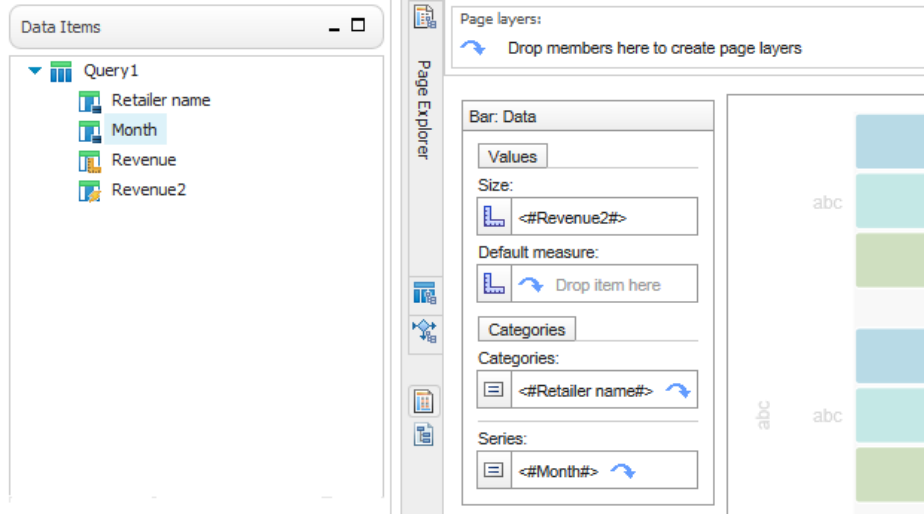 Data Items
Query1
Retailer name
Month
Revenue
Revenue2
Page Explorer
Page layers:
Drop members here to create page layers
Bar: Data
Values
Size:
<#Revenue2#>
Default measure:
Drop item here
Categories
Categories:
<#Retailer name#>
Series:
<#Month#>
abc
abc
abc